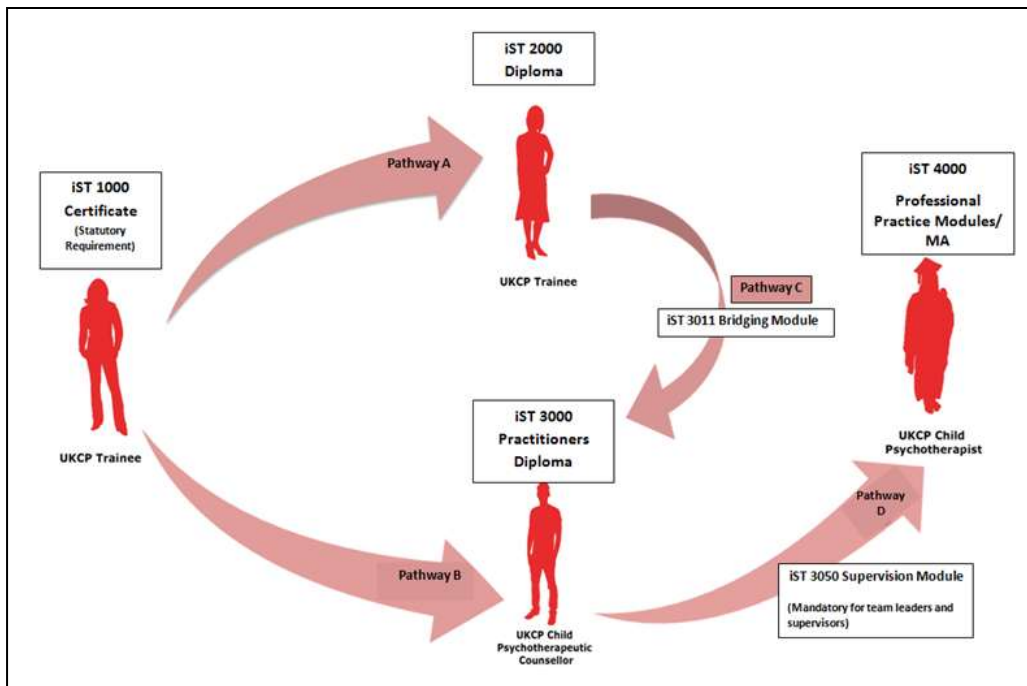 iST 2000
Diploma
UKCP Trainee
Pathway A
iST 1000
Certificate
(Statutory
Requirement)
UKCP Trainee
iST 4000
Professional
Practice Modules/
MA
UKCP Child
Psychotherapist
Pathway C
iST 3011 Bridging Module
iST 3000
Practitioners
Diploma
UKCP Child
Psychotherapeutic
Counsellor
Pathway B
Pathway
D
iST 3050 Supervision Module
(Mandatory for team leaders and
supervisors)